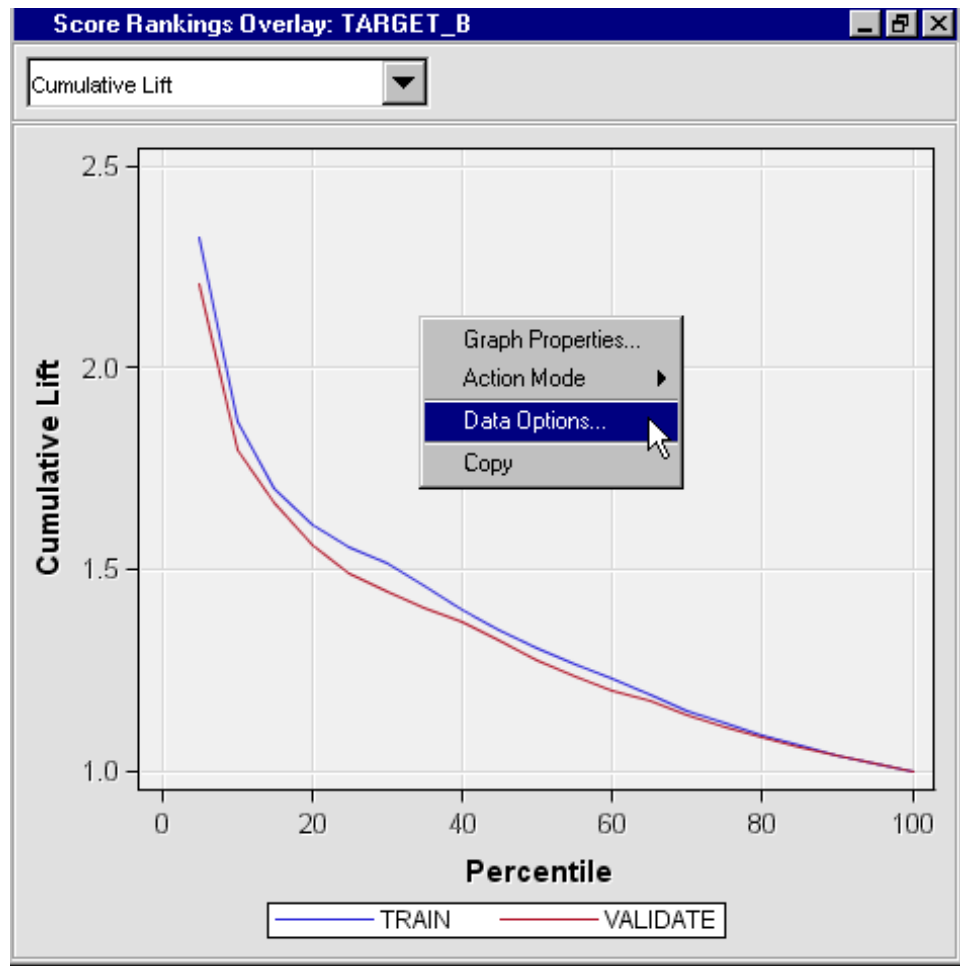 Score Rankings Overlay: TARGET_B
Cumulative Lift
2.5
2.0
1.5
1.0
Cumulative Lift
Graph Properties...
Action Mode
Data Options...
Copy
0 20 40 60 80 100
Percentile
TRAIN VALIDATE